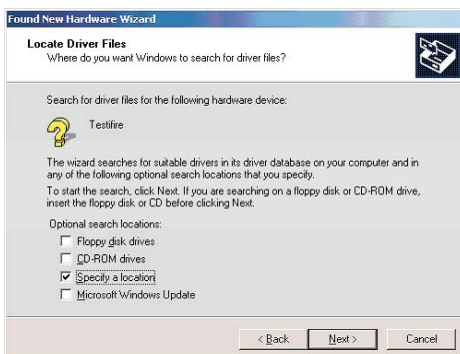 Found New Hardware Wizard
Locate Driver Files
Where do you want Windows to search for driver files?
Search for driver files for the following hardware device:
Testifire
The wizard searches for suitable drivers in its driver database on your computer and in
any of the following optional search locations that you specify.
To start the search, click Next. If you are searching on a floppy disk or CD-ROM drive,
insert the floppy disk or CD before clicking Next.
Optional search locations:
Floppy disk drives
CD-ROM drives
Specify a location
Microsoft Windows Update
< Back Next > Cancel